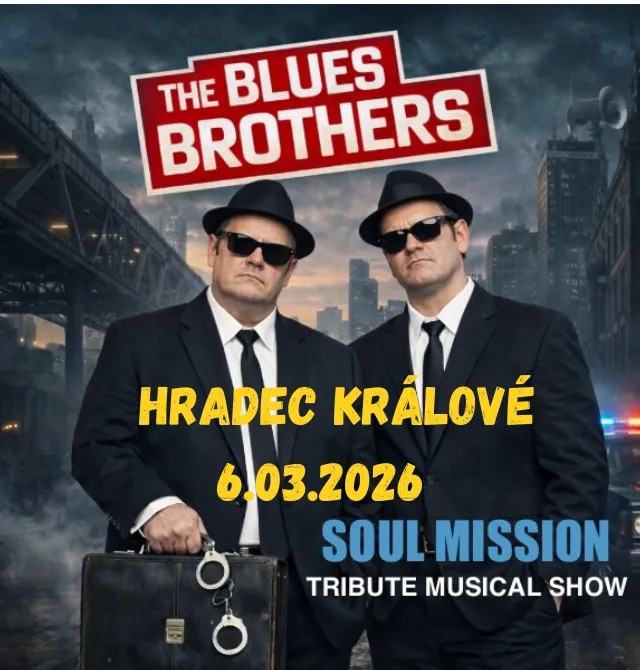 THE BLUES
BROTHERS
HRADEC KRÁLOVÉ
6.03.2026
SOUL MISSION
TRIBUTE MUSICAL SHOW